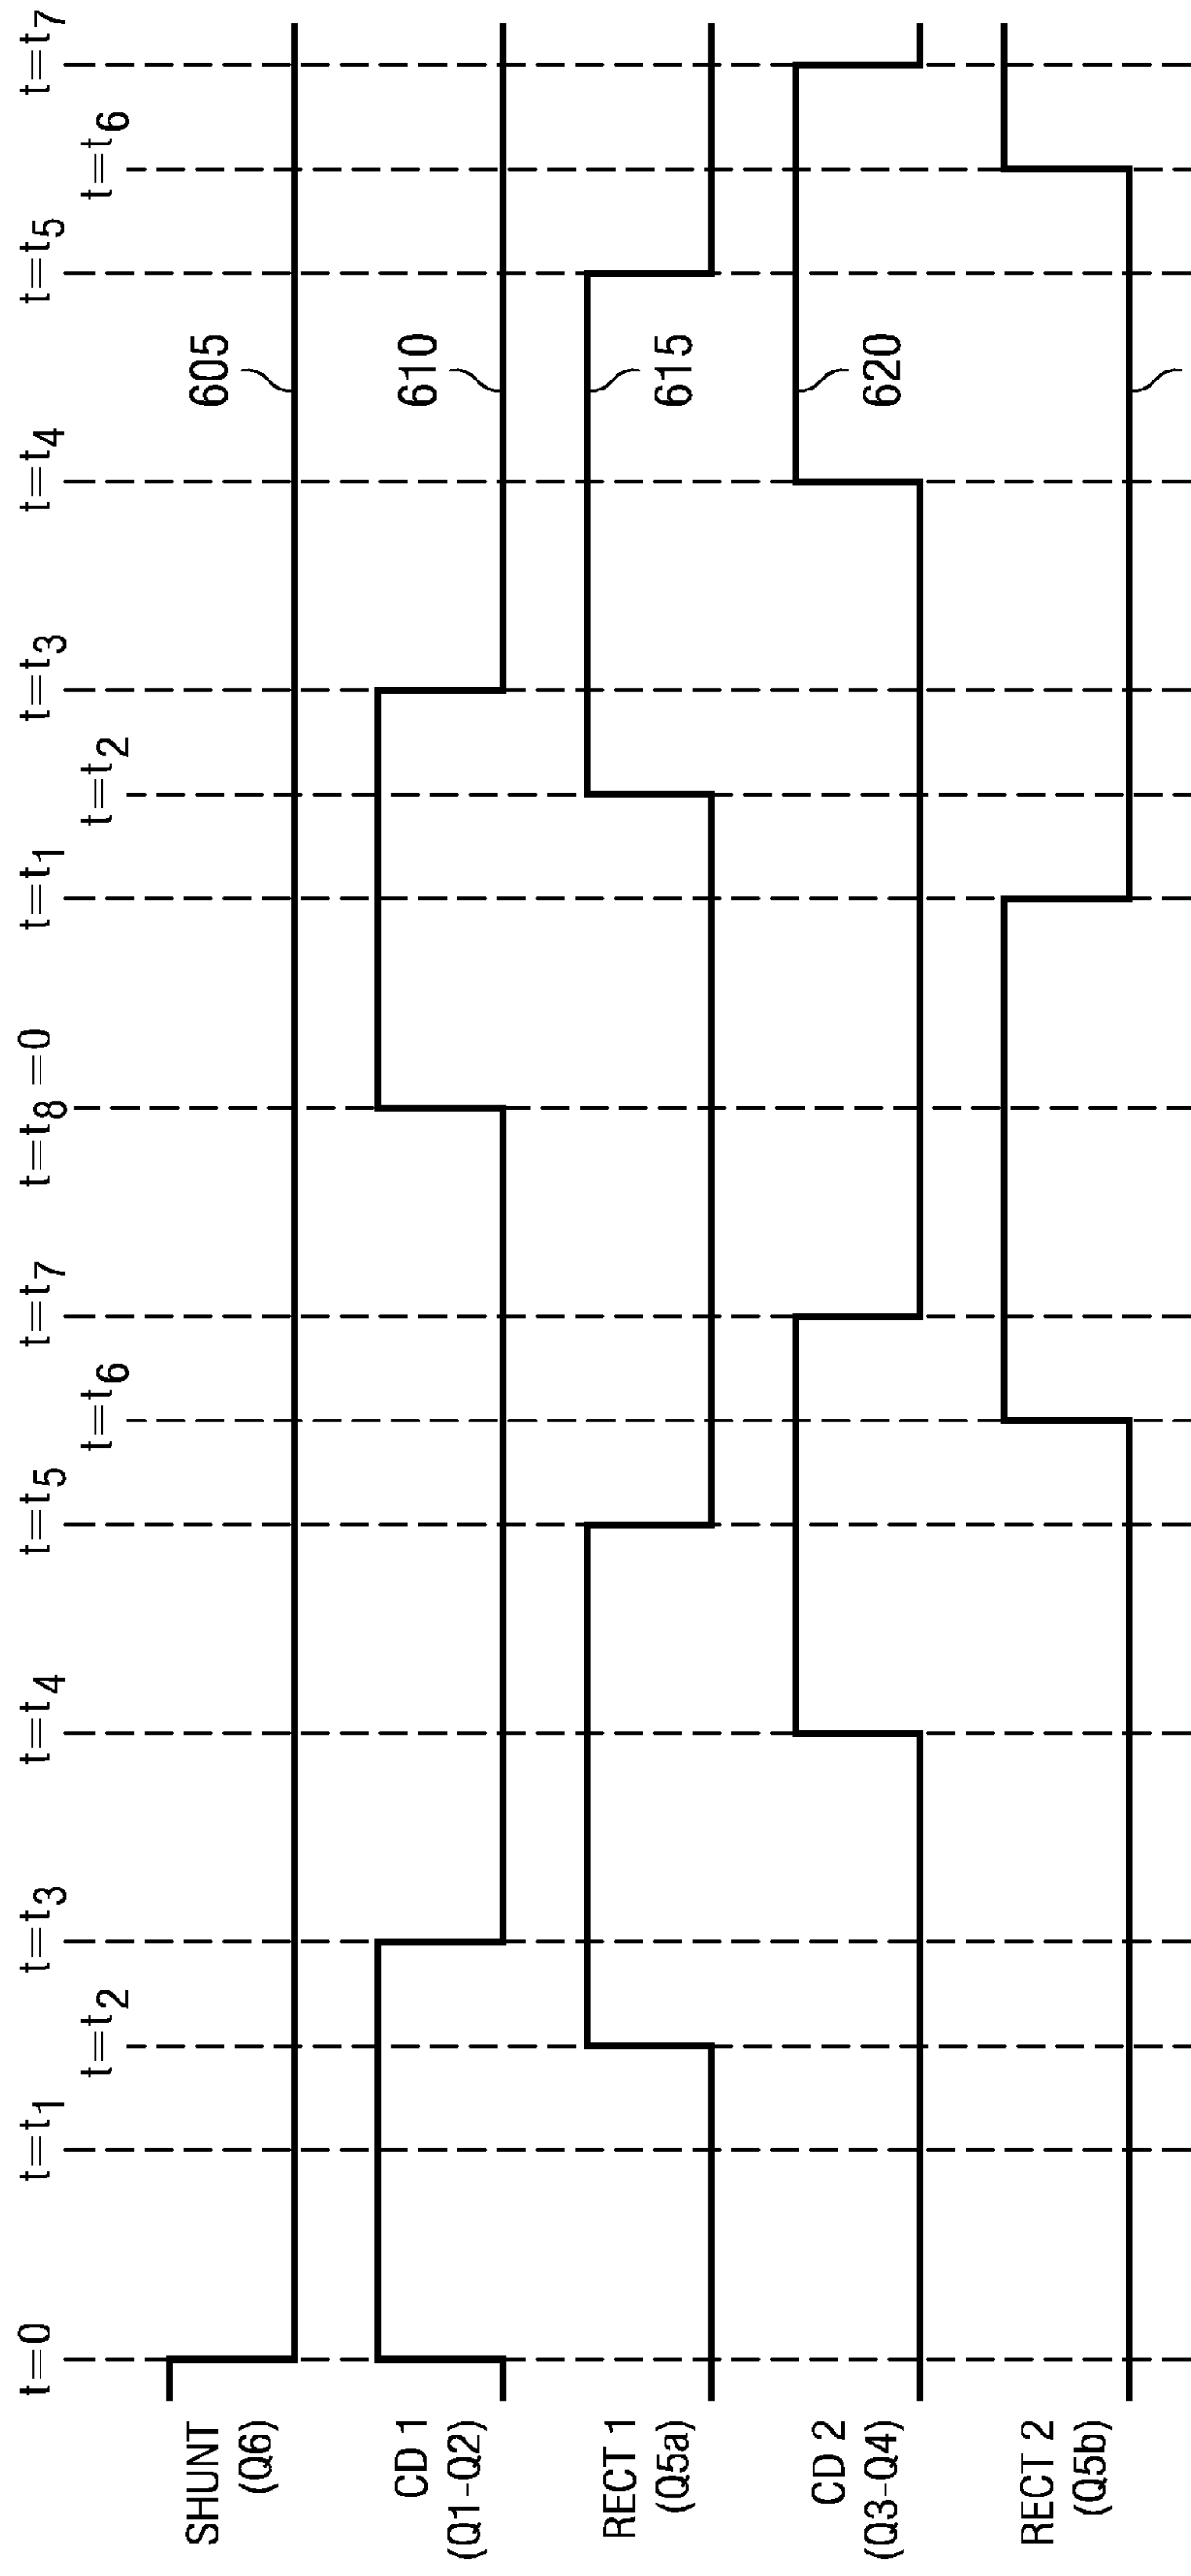 t=0
t=t1
t=t2
t=t3
t=t4
t=t5
t=t6
t=t7
t=t8 =0
t=t1
t=t2
t=t3
t=t4
t=t5
t=t6
t=t7
SHUNT
(Q6)
605
CD 1
(Q1-Q2)
610
RECT 1
(Q5a)
615
CD 2
(Q3-Q4)
620
RECT 2
(Q5b)